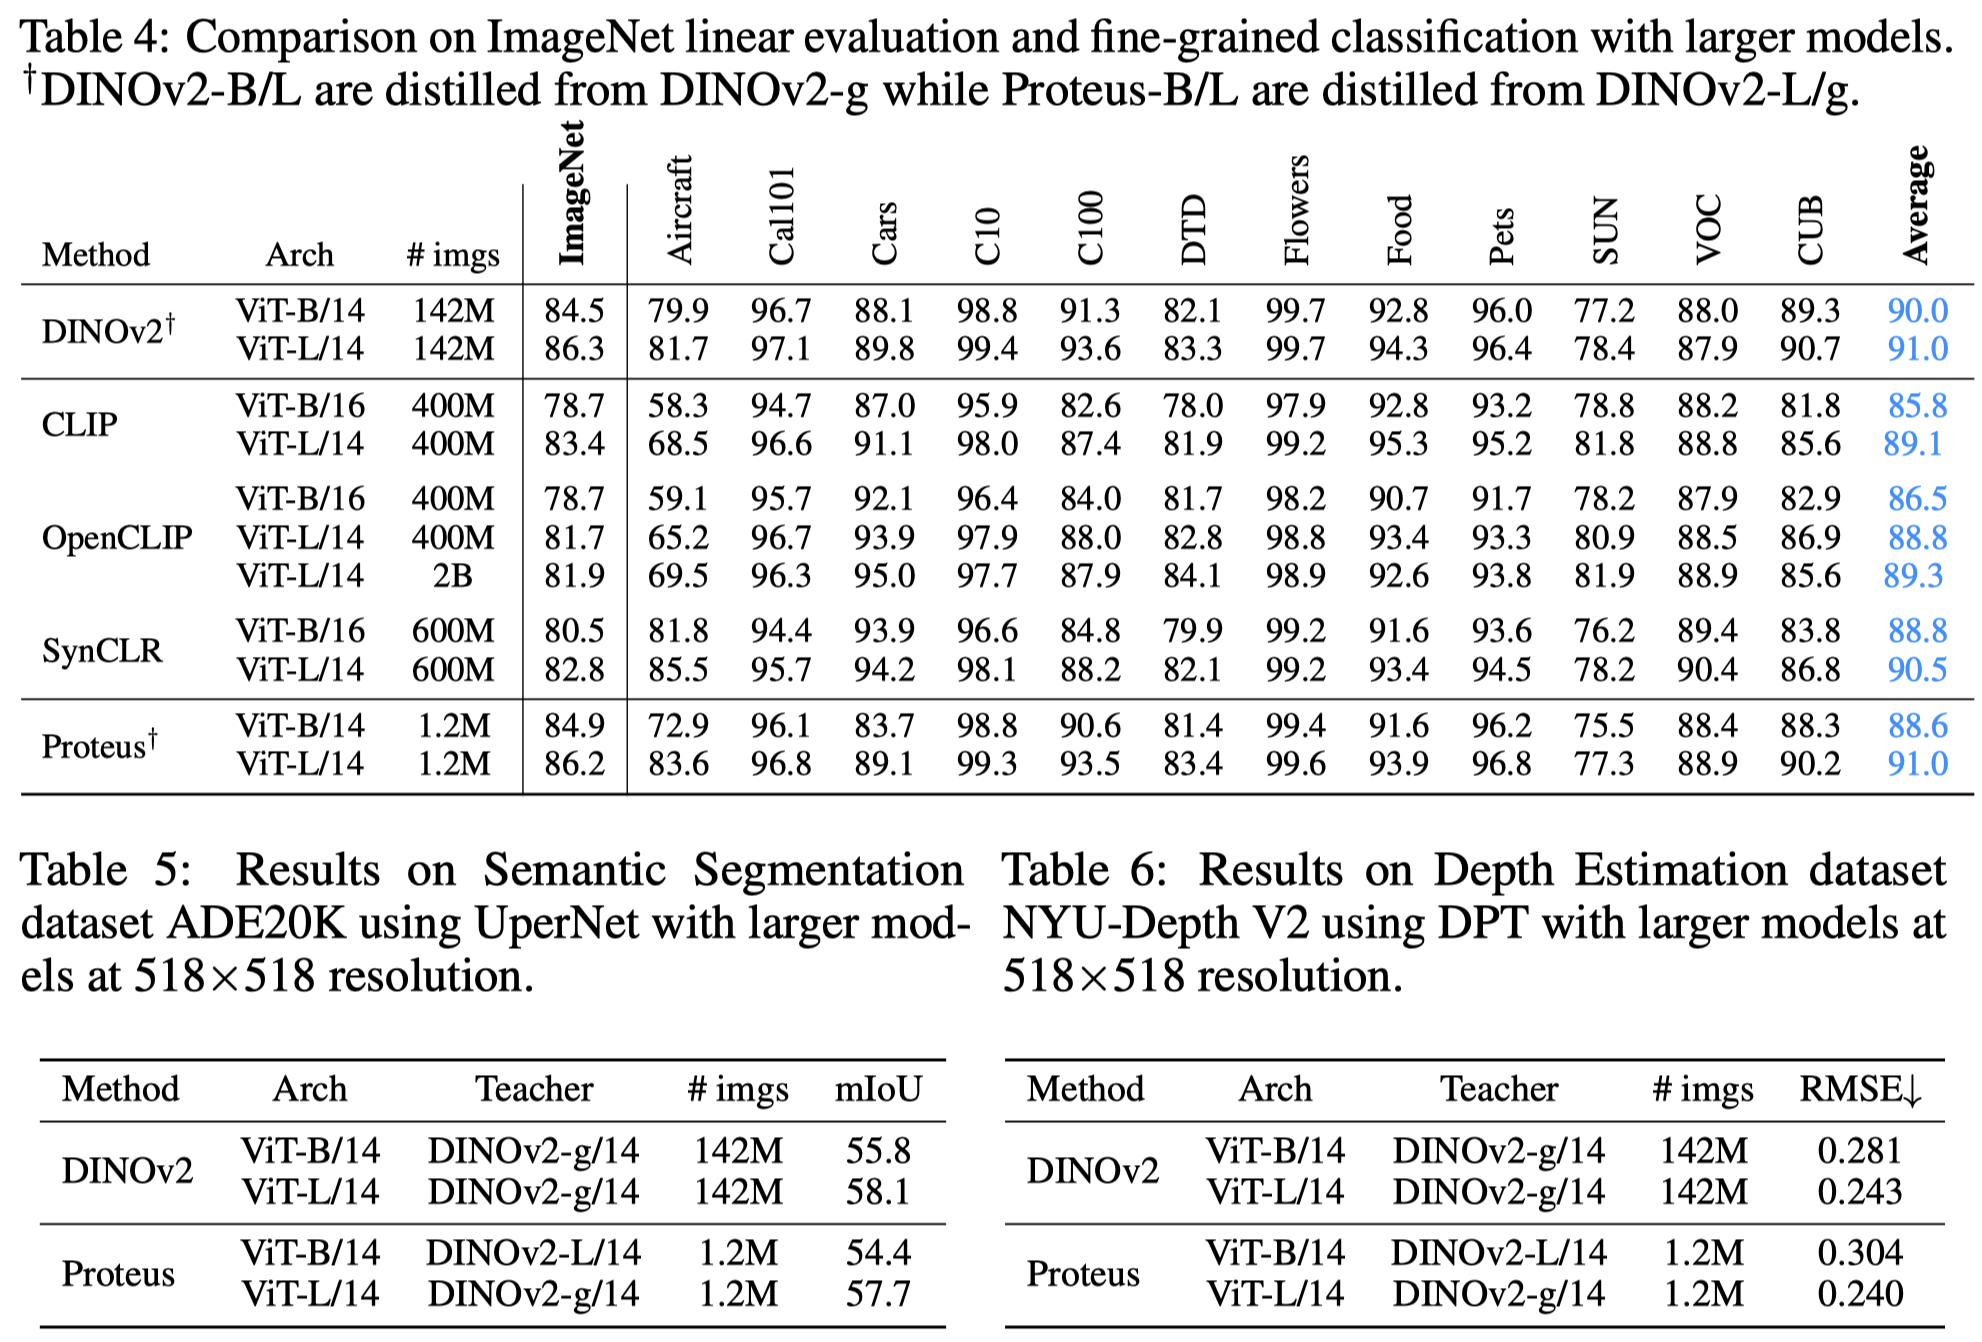 Table 4: Comparison on ImageNet linear evaluation and fine-grained classification with larger models.
†DINOv2-B/L are distilled from DINOv2-g while Proteus-B/L are distilled from DINOv2-L/g.
Method Arch # imgs ImageNet Aircraft Cal101 Cars C10 C100 DTD Flowers Food Pets SUN VOC CUB Average
DINOv2† ViT-B/14 142M 84.5 79.9 96.7 88.1 98.8 91.3 82.1 99.7 92.8 96.0 77.2 88.0 89.3 90.0
ViT-L/14 142M 86.3 81.7 97.1 89.8 99.4 93.6 83.3 99.7 94.3 96.4 78.4 87.9 90.7 91.0
CLIP ViT-B/16 400M 78.7 58.3 94.7 87.0 95.9 82.6 78.0 97.9 92.8 93.2 78.8 88.2 81.8 85.8
ViT-L/14 400M 83.4 68.5 96.6 91.1 98.0 87.4 81.9 99.2 95.3 95.2 81.8 88.8 85.6 89.1
ViT-B/16 400M 78.7 59.1 95.7 92.1 96.4 84.0 81.7 98.2 90.7 91.7 78.2 87.9 82.9 86.5
OpenCLIP ViT-L/14 400M 81.7 65.2 96.7 93.9 97.9 88.0 82.8 98.8 93.4 93.3 80.9 88.5 86.9 88.8
ViT-L/14 2B 81.9 69.5 96.3 95.0 97.7 87.9 84.1 98.9 92.6 93.8 81.9 88.9 85.6 89.3
SynCLR ViT-B/16 600M 80.5 81.8 94.4 93.9 96.6 84.8 79.9 99.2 91.6 93.6 76.2 89.4 83.8 88.8
ViT-L/14 600M 82.8 85.5 95.7 94.2 98.1 88.2 82.1 99.2 93.4 94.5 78.2 90.4 86.8 90.5
Proteus† ViT-B/14 1.2M 84.9 72.9 96.1 83.7 98.8 90.6 81.4 99.4 91.6 96.2 75.5 88.4 88.3 88.6
ViT-L/14 1.2M 86.2 83.6 96.8 89.1 99.3 93.5 83.4 99.6 93.9 96.8 77.3 88.9 90.2 91.0
Table 5: Results on Semantic Segmentation
dataset ADE20K using UperNet with larger mod-
els at 518×518 resolution.
Method Arch Teacher # imgs mIoU
DINOv2 ViT-B/14 DINOv2-g/14 142M 55.8
ViT-L/14 DINOv2-g/14 142M 58.1
Proteus ViT-B/14 DINOv2-L/14 1.2M 54.4
ViT-L/14 DINOv2-g/14 1.2M 57.7
Table 6: Results on Depth Estimation dataset
NYU-Depth V2 using DPT with larger models at
518×518 resolution.
Method Arch Teacher # imgs RMSE↓
DINOv2 ViT-B/14 DINOv2-g/14 142M 0.281
ViT-L/14 DINOv2-g/14 142M 0.243
Proteus ViT-B/14 DINOv2-L/14 1.2M 0.304
ViT-L/14 DINOv2-g/14 1.2M 0.240